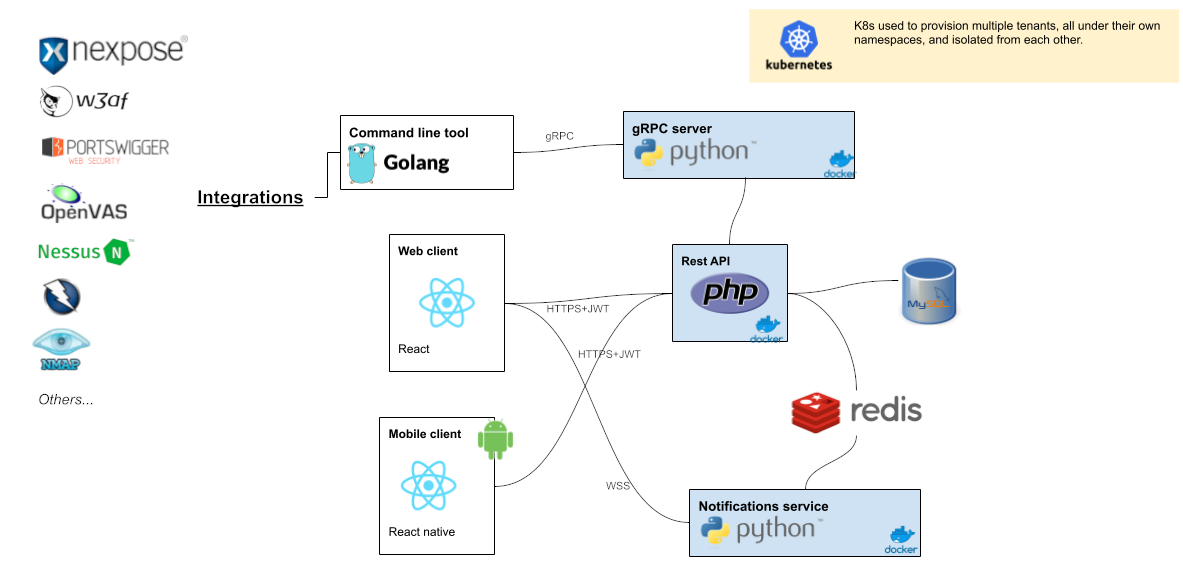 K8s used to provision multiple tenants, all under their own
namespaces, and isolated from each other.
kubernetes
nexpose®
w3af
PORTSWIGGER
WEB SECURITY
OpenVAS
Nessus N ™
NMAP
Others...
Integrations
Command line tool
Golang
gRPC
gRPC server
python™
docker
Web client
React
HTTPS+JWT
HTTPS+JWT
Rest API
php
docker
MySQL
redis
Mobile client
React native
WSS
Notifications service
python™
docker